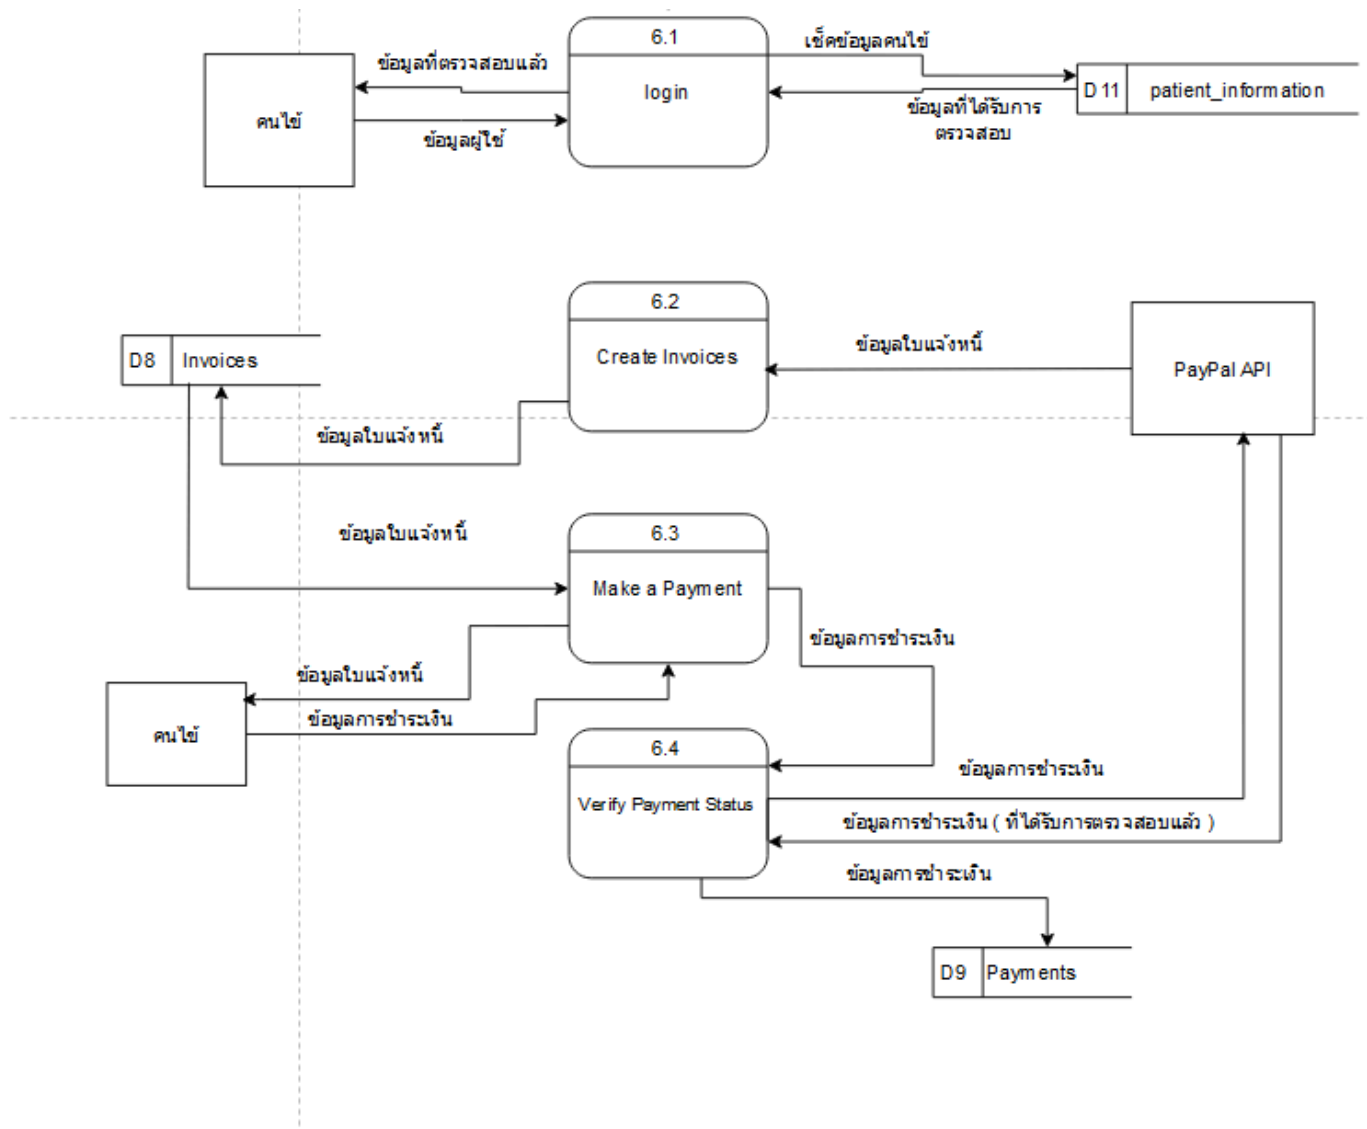 6.1
เช็คข้อมูลคนไข้
ข้อมูลที่ตรวจสอบแล้ว
คนไข้
login
D11 patient_information
ข้อมูลที่ได้รับการ
ตรวจสอบ
ข้อมูลผู้ใช้
6.2
D8 Invoices
Create Invoices
ข้อมูลใบแจ้งหนี้
PayPal API
ข้อมูลใบแจ้งหนี้
ข้อมูลใบแจ้งหนี้
6.3
Make a Payment
ข้อมูลการชำระเงิน
ข้อมูลใบแจ้งหนี้
ข้อมูลการชำระเงิน
คนไข้
6.4
ข้อมูลการชำระเงิน
Verify Payment Status
ข้อมูลการชำระเงิน ( ที่ได้รับการตรวจสอบแล้ว )
ข้อมูลการชำระเงิน
D9 Payments